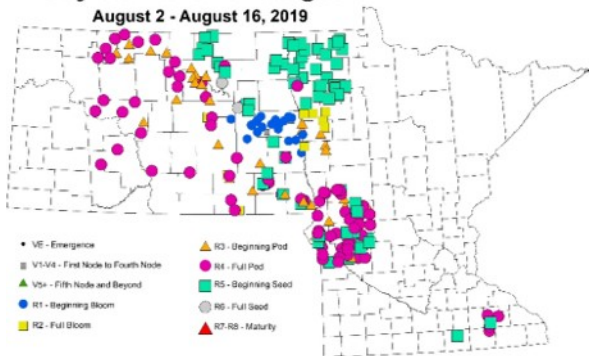 August 2 - August 16, 2019
VE - Emergence
V1-V4 - First Node to Fourth Node
V5+ - Fifth Node and Beyond
R1 - Beginning Bloom
R2 - Full Bloom
R3 - Beginning Pod
R4 - Full Pod
R5 - Beginning Seed
R6 - Full Seed
R7-R8 - Maturity